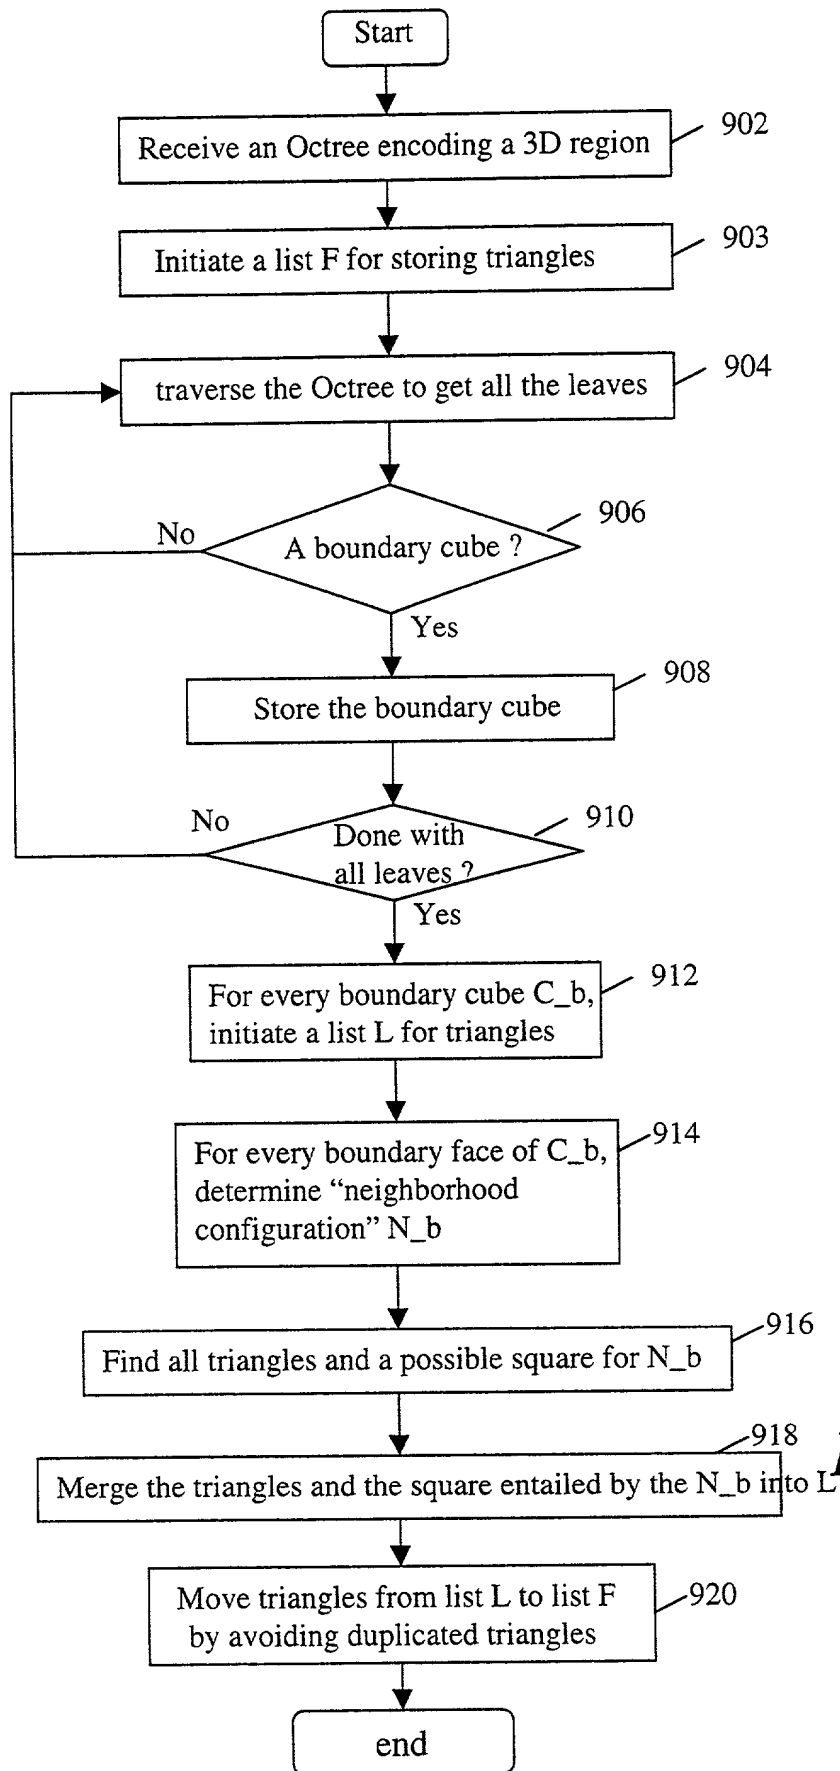 Start
Receive an Octree encoding a 3D region
902
Initiate a list F for storing triangles
903
traverse the Octree to get all the leaves
904
A boundary cube ?
906
No
Yes
Store the boundary cube
908
Done with
all leaves ?
910
No
Yes
For every boundary cube C_b,
initiate a list L for triangles
912
For every boundary face of C_b,
determine “neighborhood
configuration” N_b
914
Find all triangles and a possible square for N_b
916
Merge the triangles and the square entailed by the N_b into L
918
Move triangles from list L to list F
by avoiding duplicated triangles
920
end